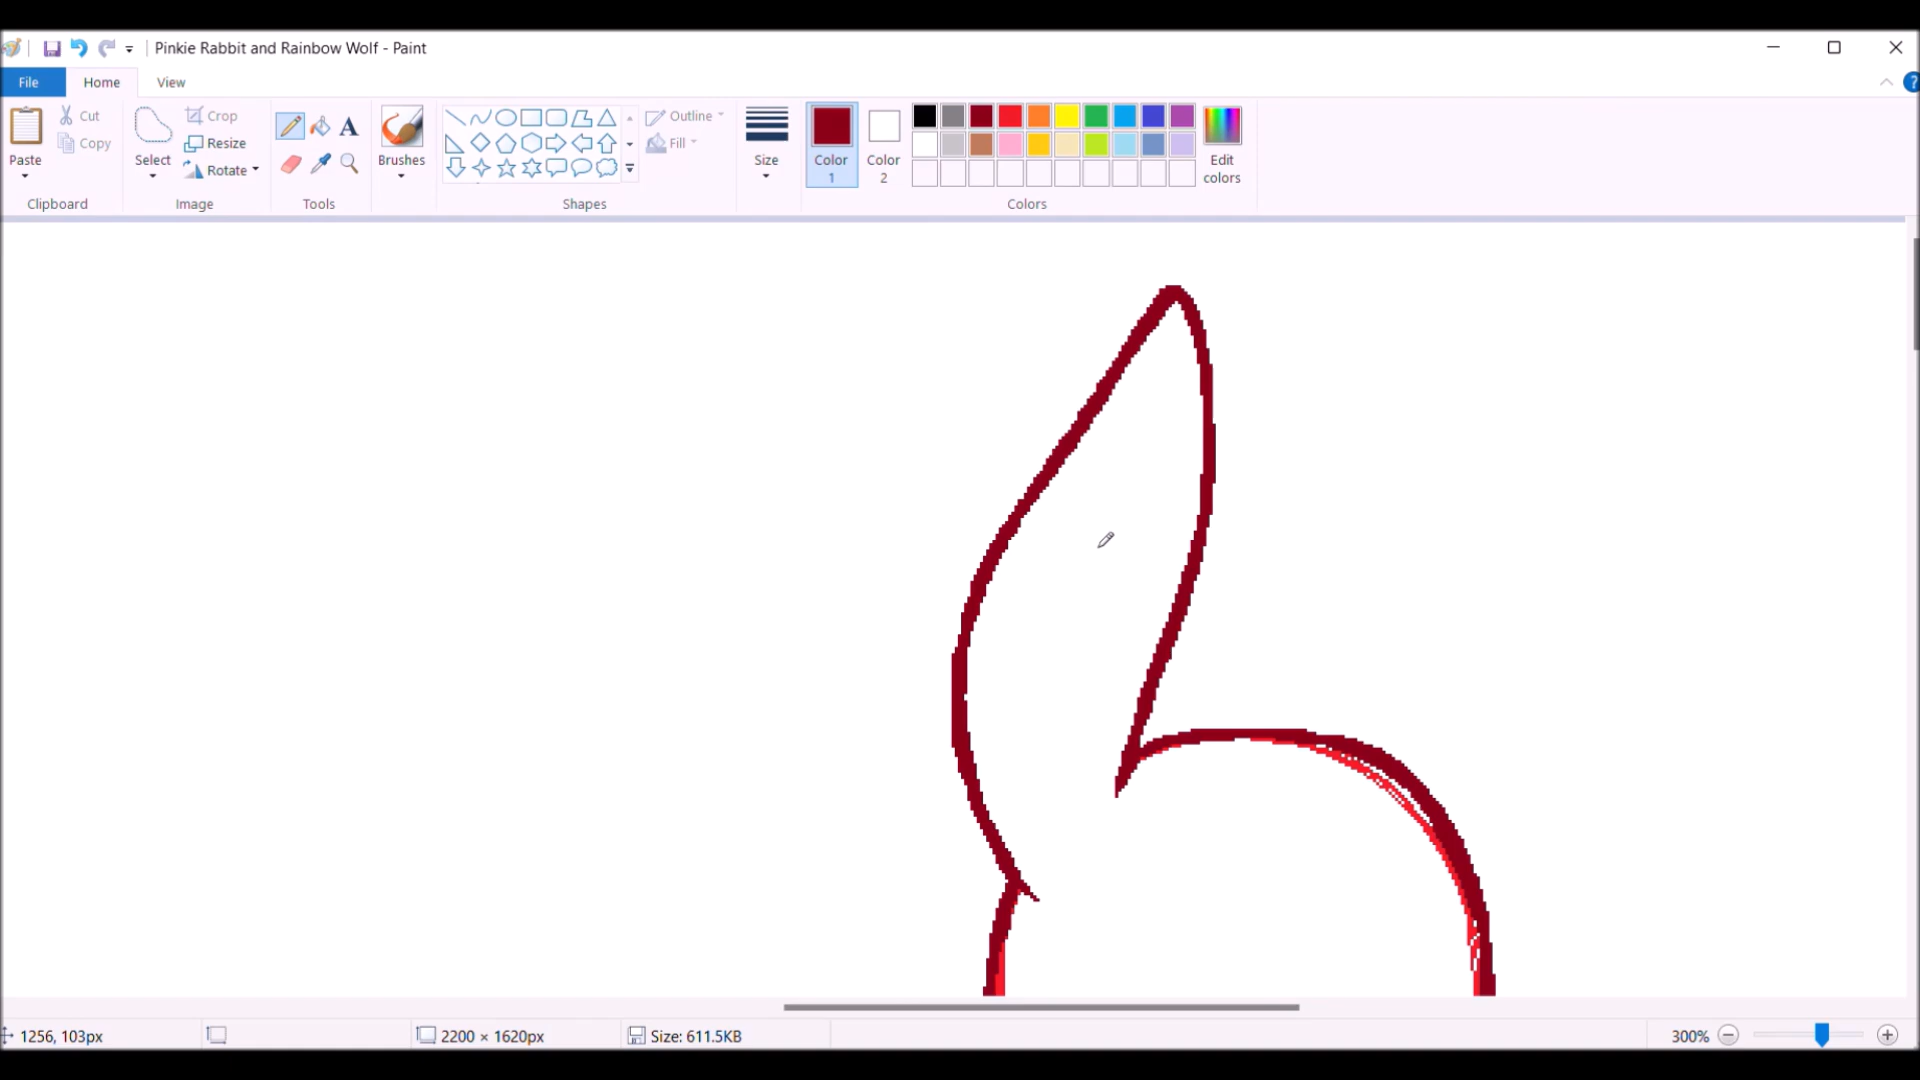 Pinkie Rabbit and Rainbow Wolf - Paint
File Home View
Paste
Cut
Copy
Clipboard
Select
Crop
Resize
Rotate
Image
A
Tools
Brushes
Shapes
Outline
Fill
Size
Color 1
Color 2
Edit colors
Colors
1256, 103px
2200 × 1620px
Size: 611.5KB
300%